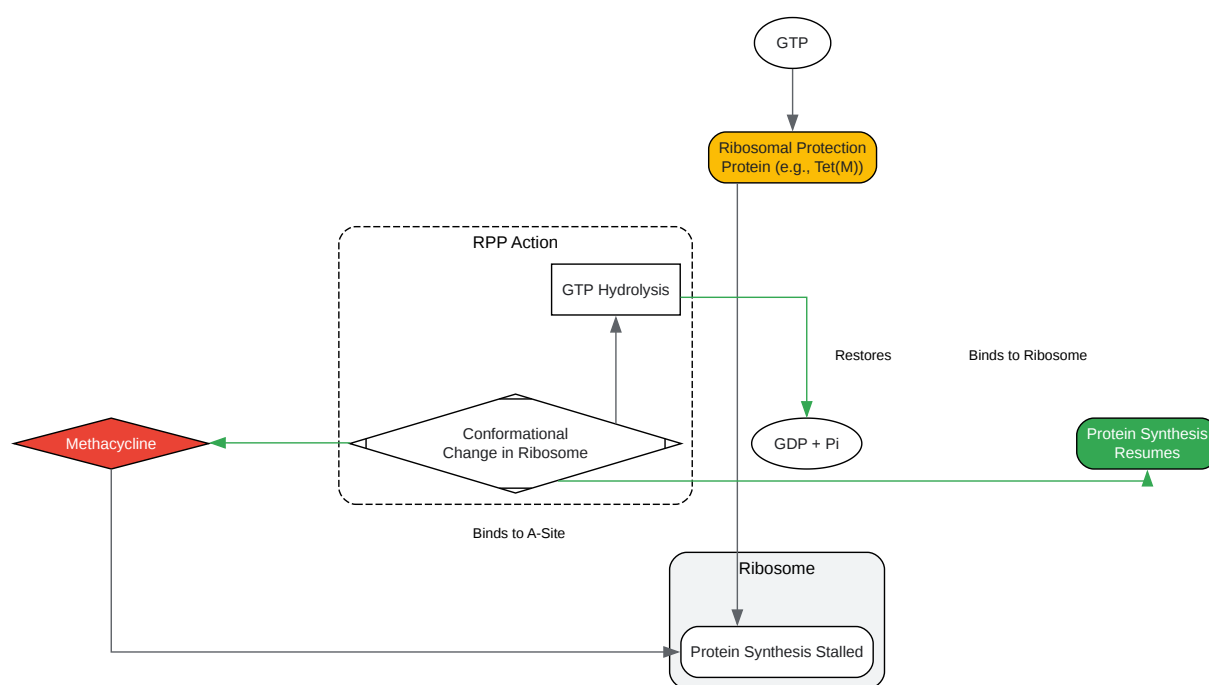 GTP
Ribosomal Protection
Protein (e.g., Tet(M))
RPP Action
GTP Hydrolysis
Restores
Binds to Ribosome
Methacycline
Conformational
Change in Ribosome
GDP + Pi
Protein Synthesis
Resumes
Binds to A-Site
Ribosome
Protein Synthesis Stalled